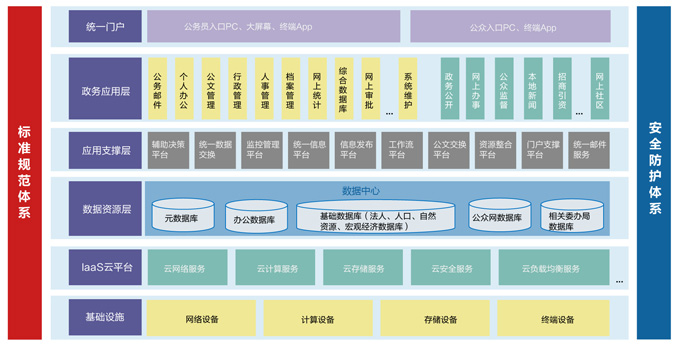 标准规范体系
统一门户
公务员入口PC、大屏幕、终端App
公众入口PC、终端App
政务应用层
公务邮件
个人办公
公文管理
行政管理
人事管理
档案管理
网上统计
综合数据库
网上审批
...
系统维护
政务公开
网上办事
公众监督
本地新闻
招商引资
...
网上社区
应用支撑层
辅助决策
平台
统一数据
交换
监控管理
平台
统一信息
平台
信息发布
平台
工作流
平台
公文交换
平台
资源整合
平台
门户支撑
平台
统一邮件
服务
数据资源层
数据中心
元数据库
办公数据库
基础数据库（法人、人口、自然
资源、宏观经济数据库）
公众网数据库
相关委办局
数据库
IaaS云平台
云网络服务
云计算服务
云存储服务
云安全服务
云负载均衡服务
...
基础设施
网络设备
计算设备
存储设备
终端设备
安全防护体系